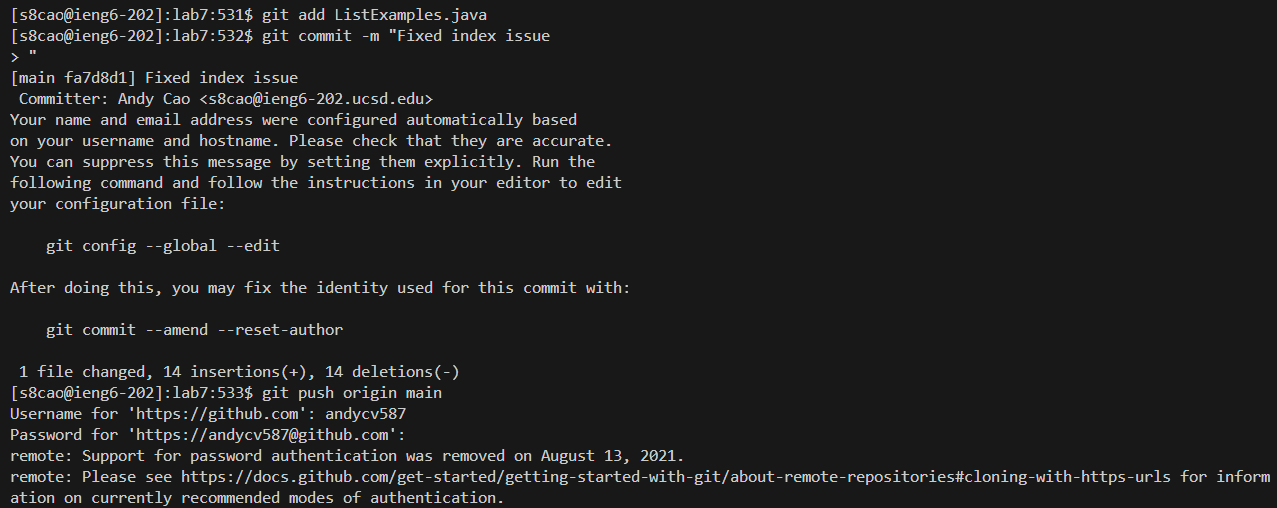 [s8cao@ieng6-202]:lab7:531$ git add ListExamples.java
[s8cao@ieng6-202]:lab7:532$ git commit -m "Fixed index issue
> "
[main fa7d8d1] Fixed index issue
 Committer: Andy Cao <s8cao@ieng6-202.ucsd.edu>
Your name and email address were configured automatically based
on your username and hostname. Please check that they are accurate.
You can suppress this message by setting them explicitly. Run the
following command and follow the instructions in your editor to edit
your configuration file:

    git config --global --edit

After doing this, you may fix the identity used for this commit with:

    git commit --amend --reset-author

 1 file changed, 14 insertions(+), 14 deletions(-)
[s8cao@ieng6-202]:lab7:533$ git push origin main
Username for 'https://github.com': andycv587
Password for 'https://andycv587@github.com':
remote: Support for password authentication was removed on August 13, 2021.
remote: Please see https://docs.github.com/get-started/getting-started-with-git/about-remote-repositories#cloning-with-https-urls for inform
ation on currently recommended modes of authentication.